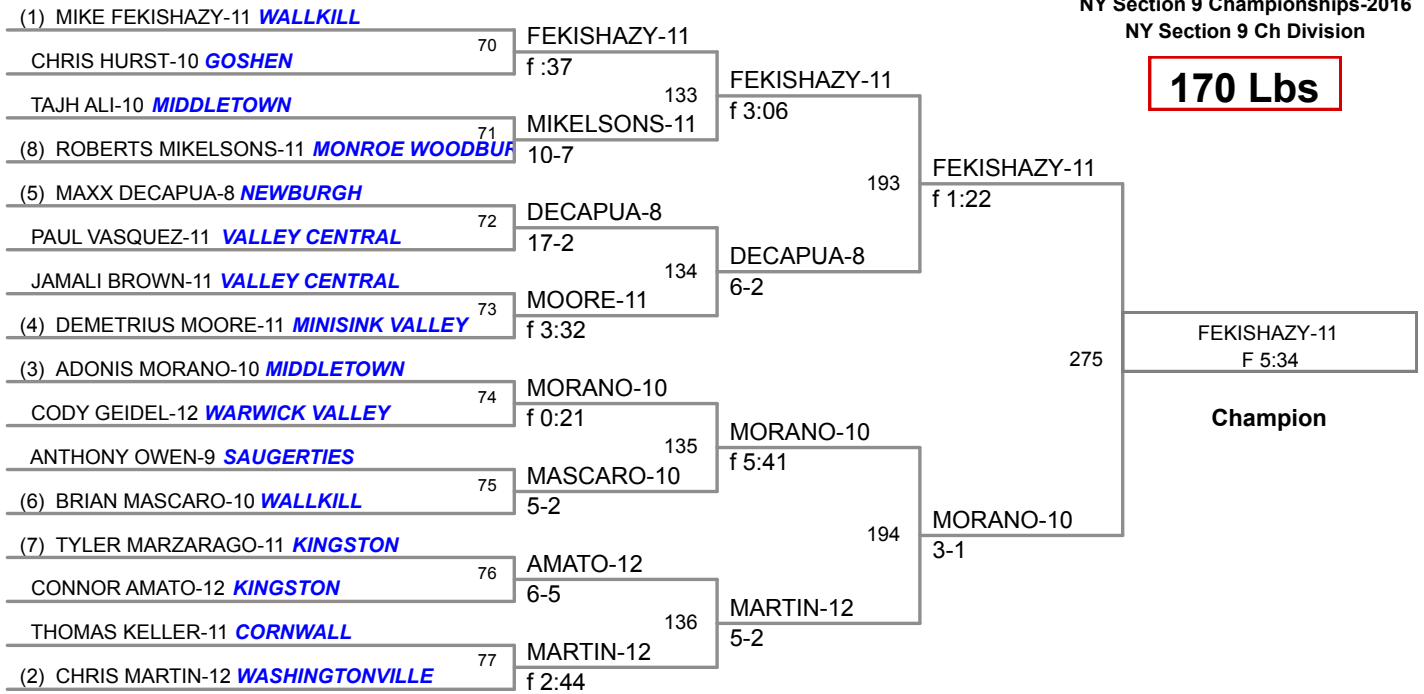 NY Section 9 Championships-2016
NY Section 9 Ch Division
170 Lbs
(1) MIKE FEKISHAZY-11 WALLKILL
70
CHRIS HURST-10 GOSHEN
TAJH ALI-10 MIDDLETOWN
71
(8) ROBERTS MIKELSONS-11 MONROE WOODBUR
(5) MAXX DECAPUA-8 NEWBURGH
72
PAUL VASQUEZ-11 VALLEY CENTRAL
JAMALI BROWN-11 VALLEY CENTRAL
73
(4) DEMETRIUS MOORE-11 MINISINK VALLEY
(3) ADONIS MORANO-10 MIDDLETOWN
74
CODY GEIDEL-12 WARWICK VALLEY
ANTHONY OWEN-9 SAUGERTIES
75
(6) BRIAN MASCARO-10 WALLKILL
(7) TYLER MARZARAGO-11 KINGSTON
76
CONNOR AMATO-12 KINGSTON
THOMAS KELLER-11 CORNWALL
77
(2) CHRIS MARTIN-12 WASHINGTONVILLE
FEKISHAZY-11
f :37
133
MIKELSONS-11
10-7
DECAPUA-8
17-2
134
MOORE-11
f 3:32
MORANO-10
f 0:21
135
MASCARO-10
5-2
AMATO-12
6-5
136
MARTIN-12
f 2:44
FEKISHAZY-11
f 3:06
193
DECAPUA-8
6-2
MORANO-10
f 5:41
194
MARTIN-12
5-2
FEKISHAZY-11
f 1:22
275
MORANO-10
3-1
FEKISHAZY-11
F 5:34
Champion